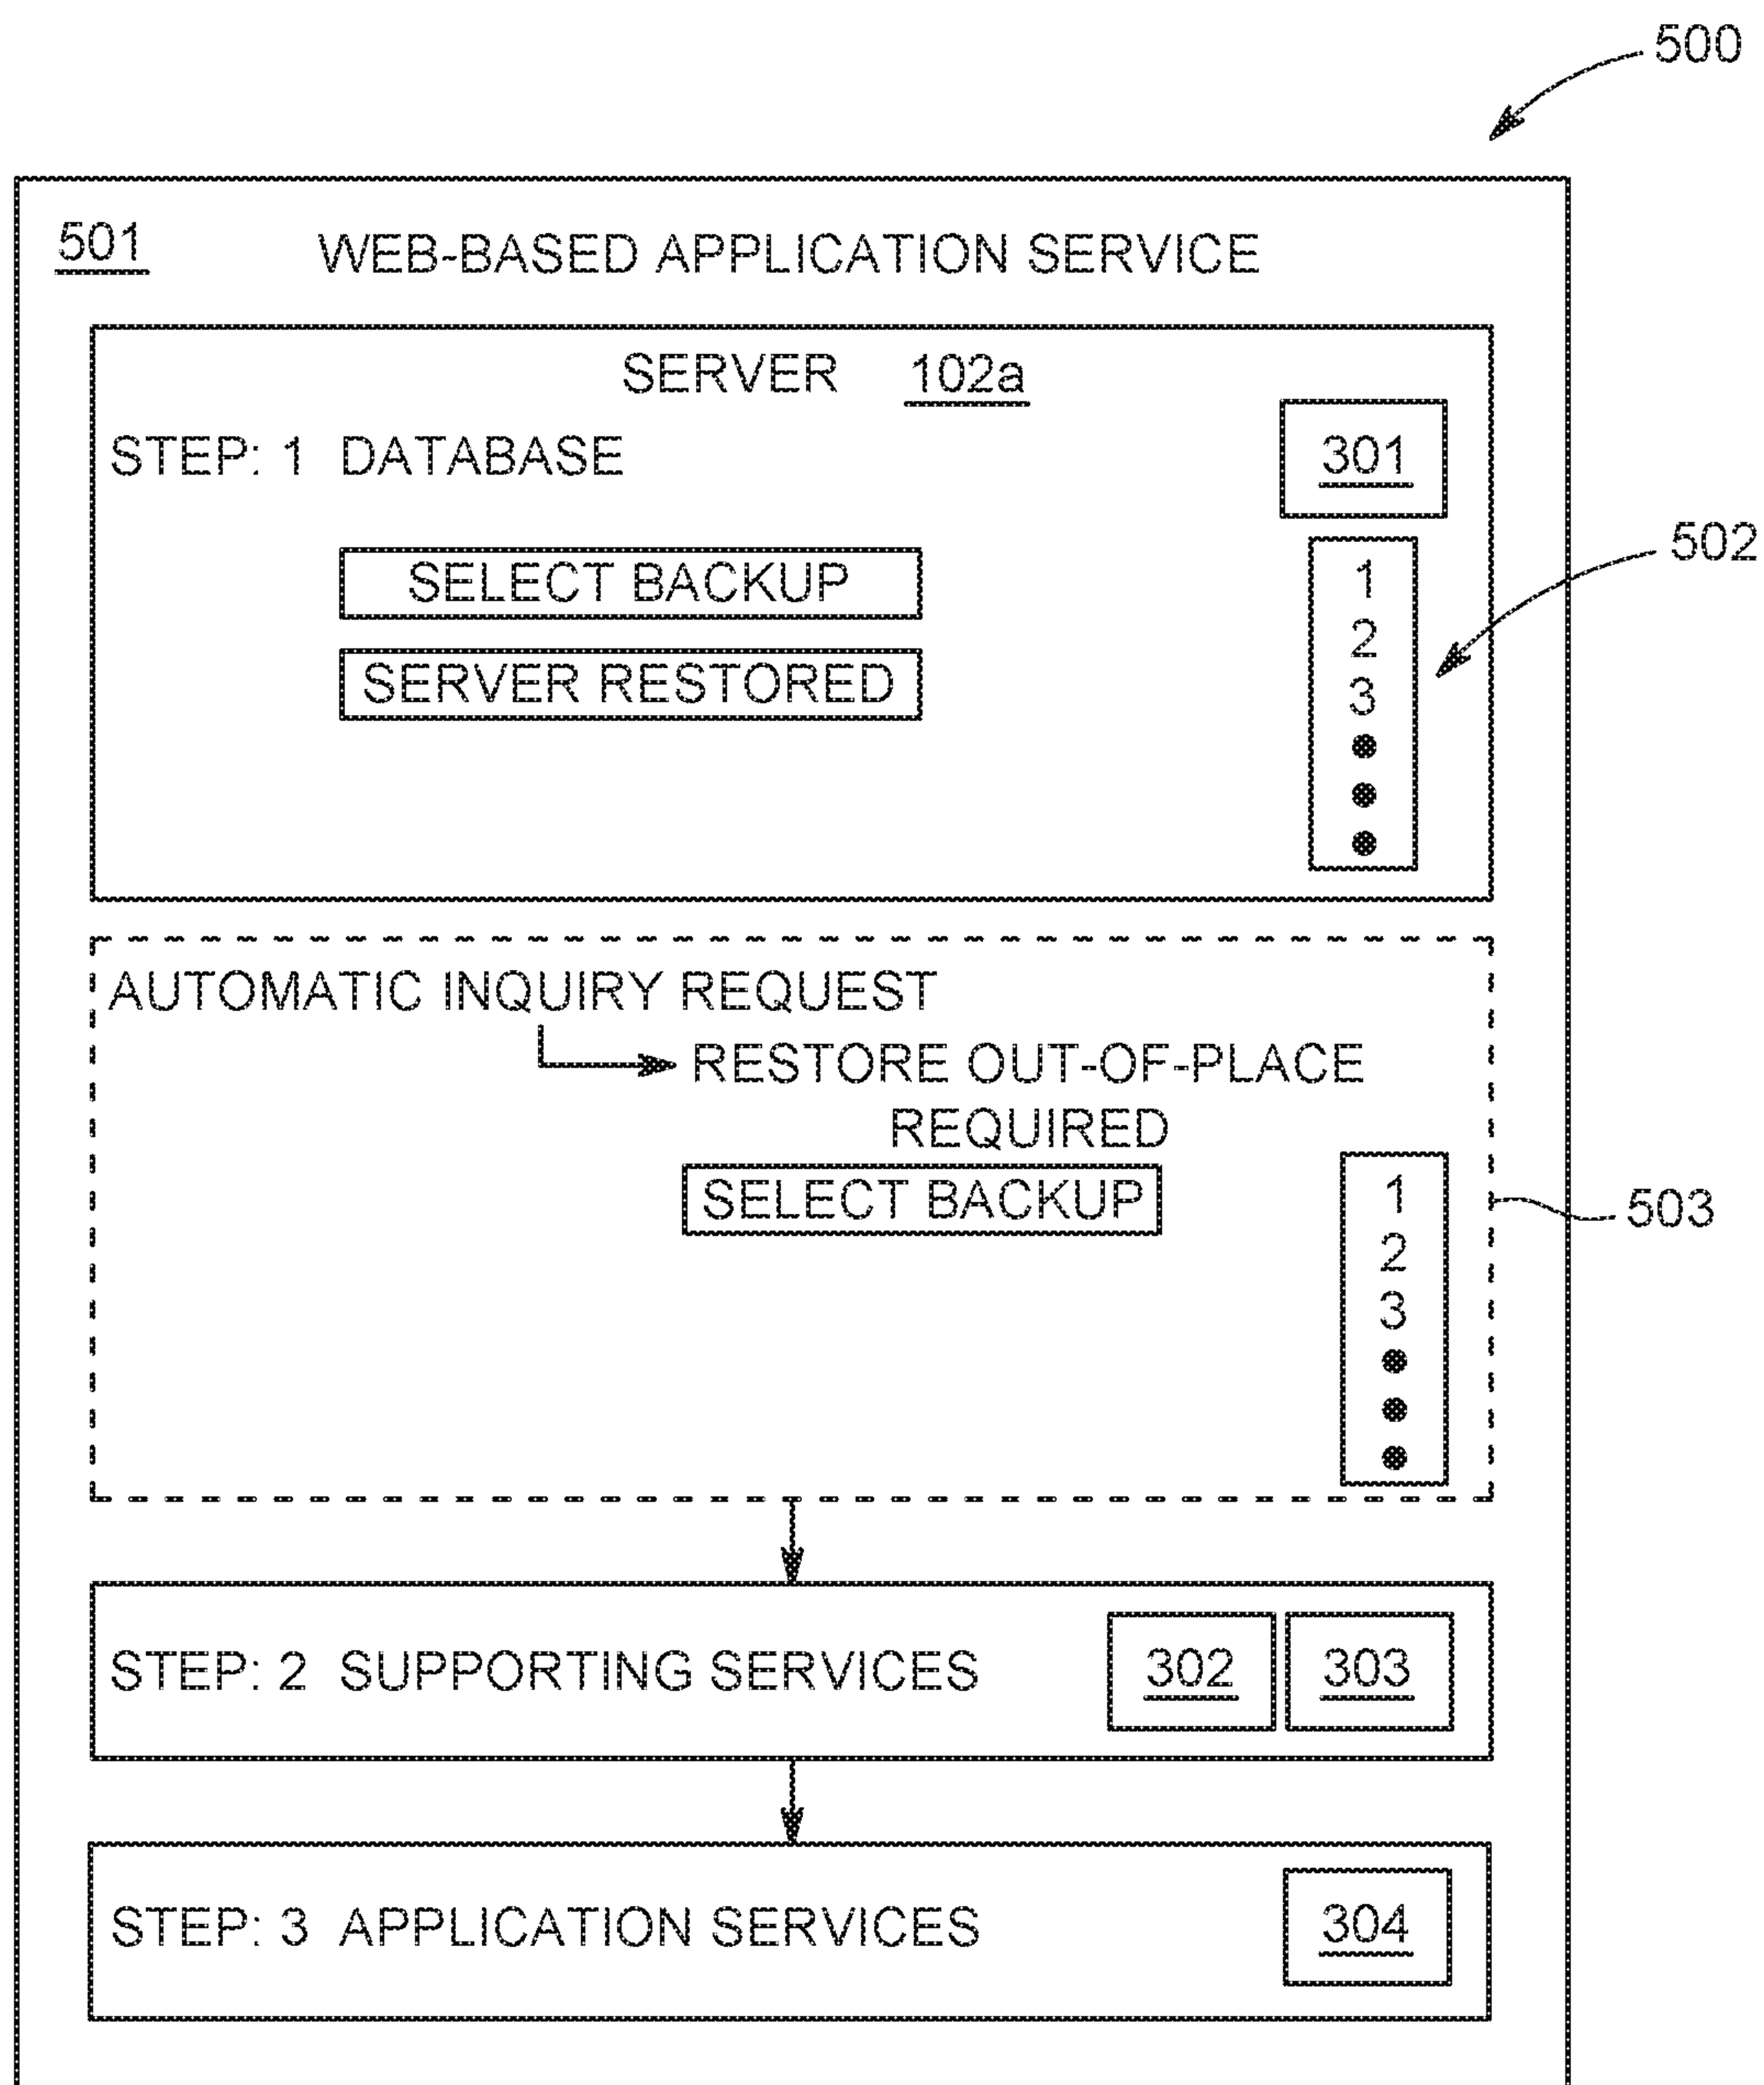 500
501 WEB-BASED APPLICATION SERVICE
SERVER 102a
STEP: 1 DATABASE 301
502
SELECT BACKUP
SERVER RESTORED
1
2
3
AUTOMATIC INQUIRY REQUEST
RESTORE OUT-OF-PLACE
REQUIRED
SELECT BACKUP
503
1
2
3
STEP: 2 SUPPORTING SERVICES 302 303
STEP: 3 APPLICATION SERVICES 304